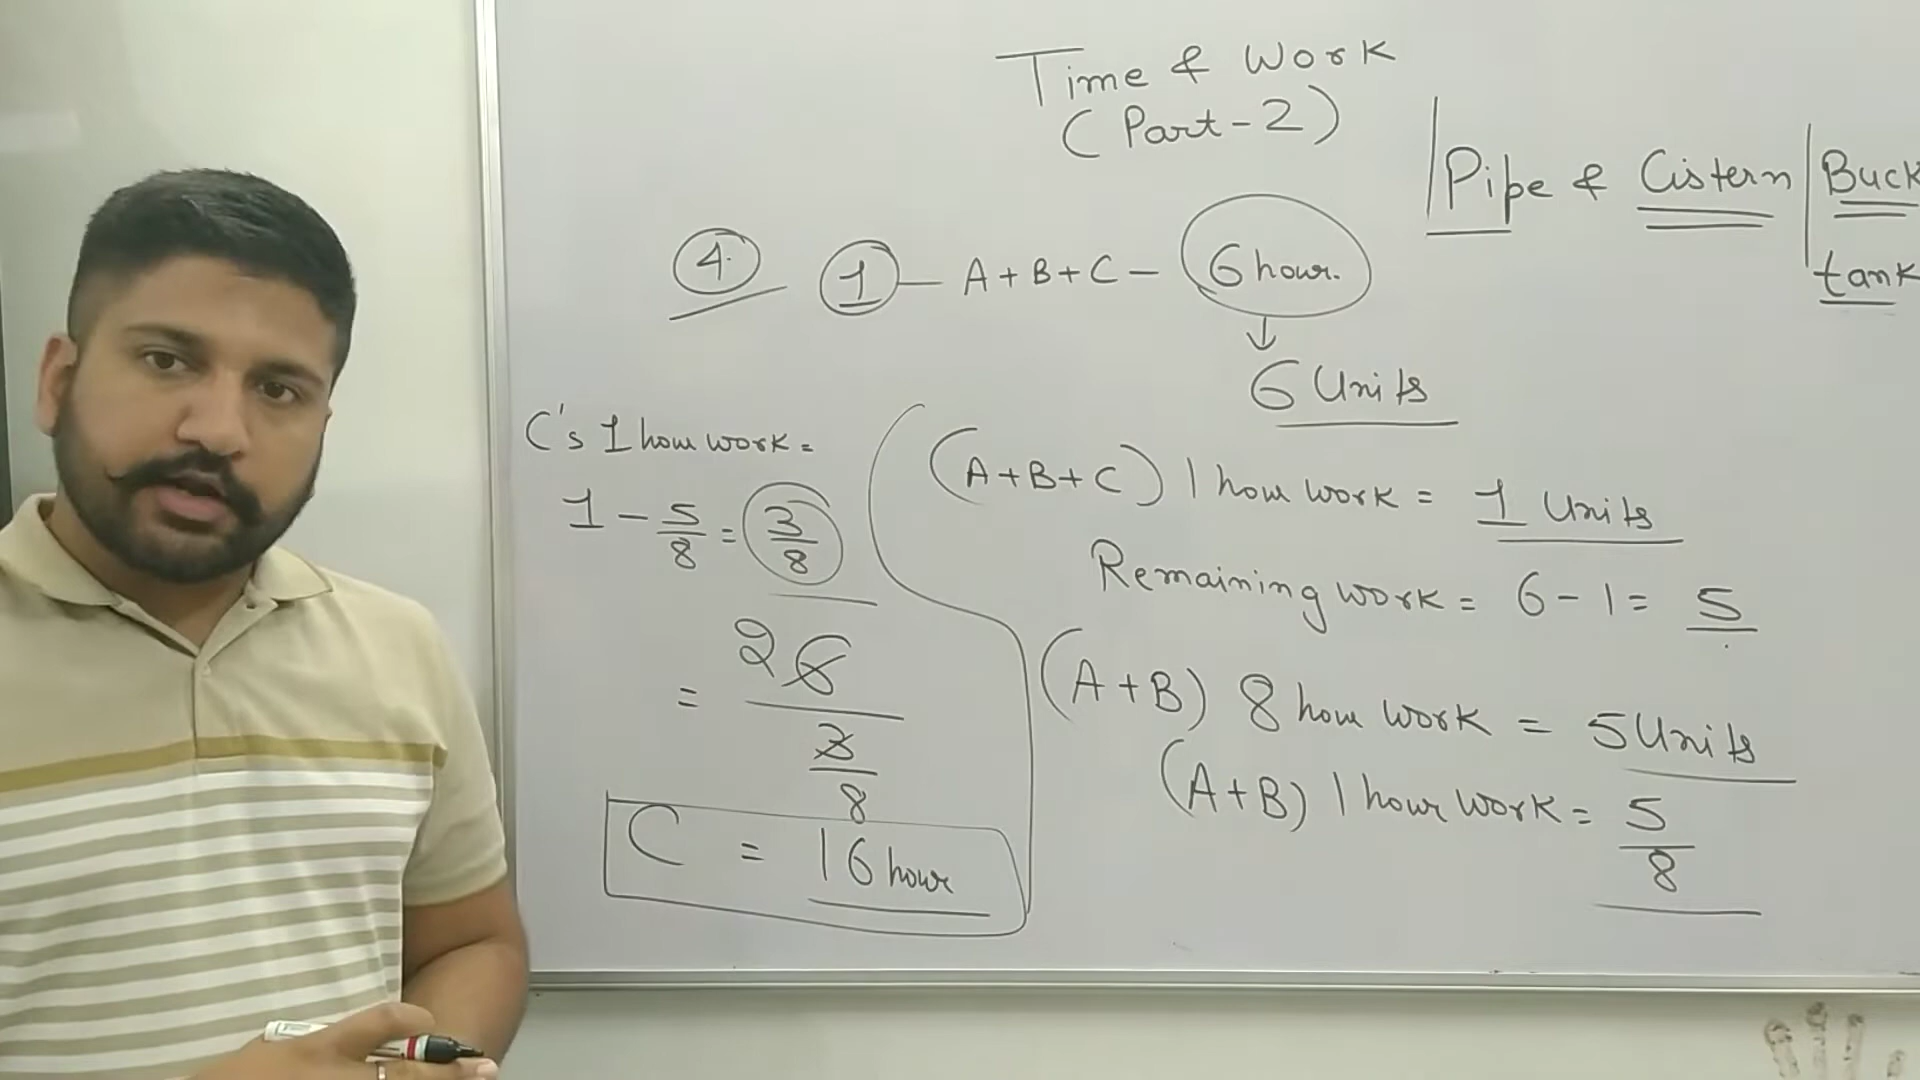 Time & Work
(Part-2)
Pipe & Cistern
Buck
tank
4. 1 - A+B+C - 6 hour.
↓
6 Units
(A+B+C) 1 hour work = 1 Units
Remaining work = 6 - 1 = 5
(A+B) 8 hour work = 5 Units
(A+B) 1 hour work = 5/8
C's 1 hour work =
1 - 5/8 = 3/8
= 2 6
3
8
C = 16 hour